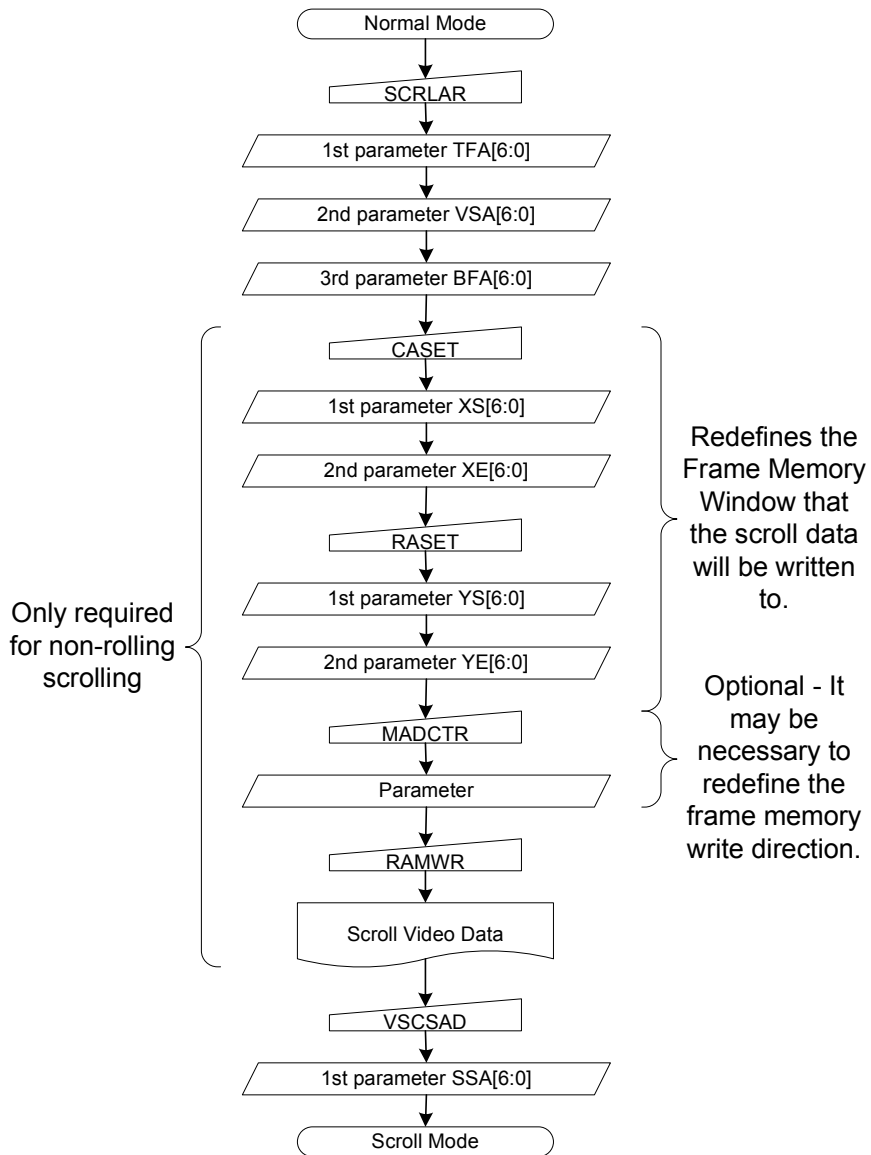 Normal Mode
SCRLAR
1st parameter TFA[6:0]
2nd parameter VSA[6:0]
3rd parameter BFA[6:0]
CASET
1st parameter XS[6:0]
2nd parameter XE[6:0]
RASET
1st parameter YS[6:0]
2nd parameter YE[6:0]
MADCTR
Parameter
RAMWR
Scroll Video Data
VSCSAD
1st parameter SSA[6:0]
Scroll Mode
Only required
for non-rolling
scrolling
Redefines the
Frame Memory
Window that
the scroll data
will be written
to.
Optional - It
may be
necessary to
redefine the
frame memory
write direction.